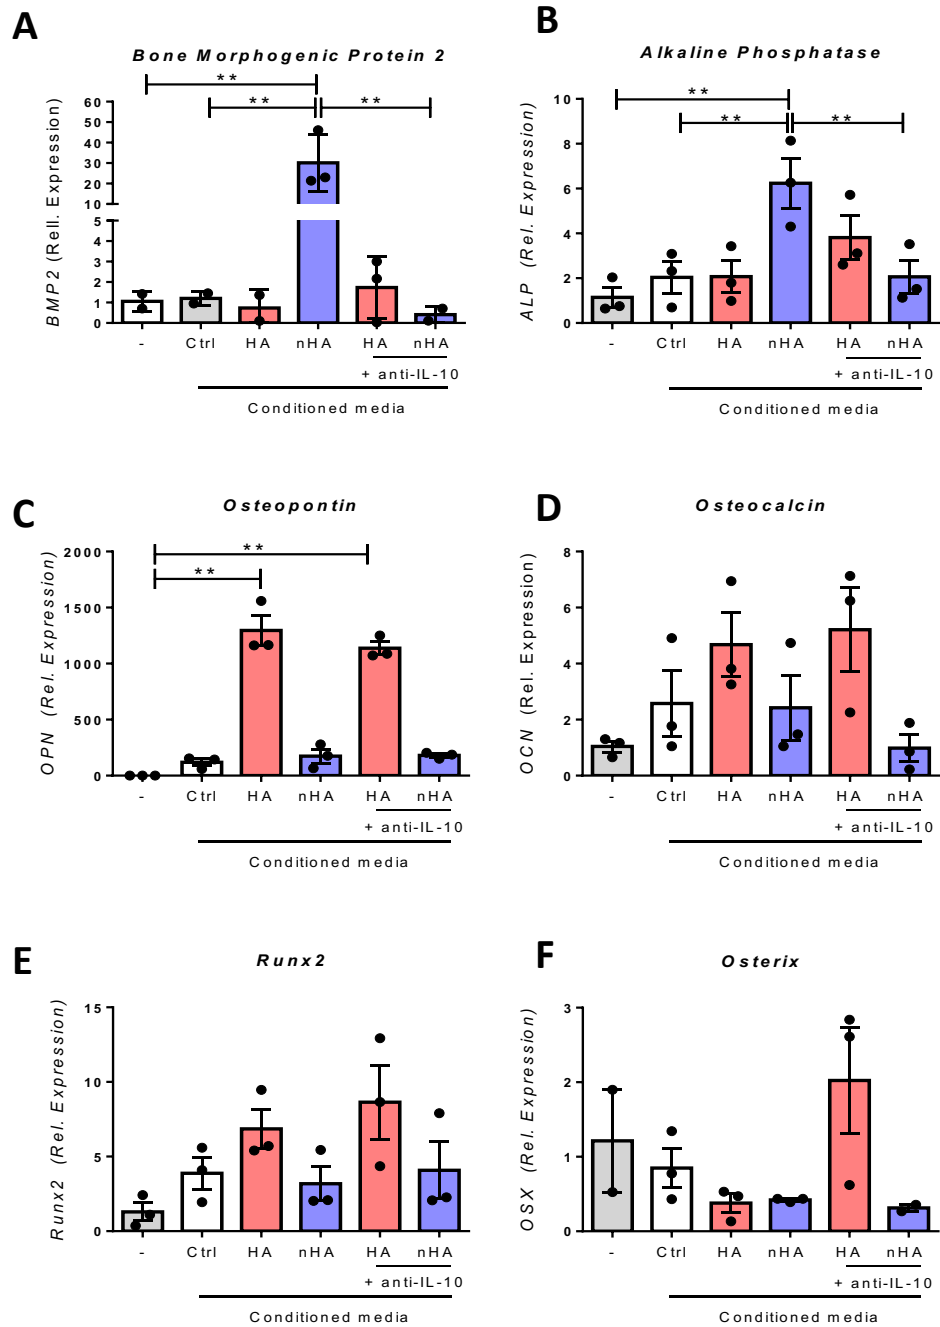 A
Bone Morphogenic Protein 2
**
** **
BMP2 (Rell. Expression)
60
50
40
30
20
10
5
4
3
2
1
0
- Ctrl HA nHA HA nHA
+ anti-IL-10
Conditioned media
B
Alkaline Phosphatase
**
** **
ALP (Rel. Expression)
10
8
6
4
2
0
- Ctrl HA nHA HA nHA
+ anti-IL-10
Conditioned media
C
Osteopontin
**
**
OPN (Rel. Expression)
2000
1500
1000
500
0
- Ctrl HA nHA HA nHA
+ anti-IL-10
Conditioned media
D
Osteocalcin
OCN (Rel. Expression)
8
6
4
2
0
- Ctrl HA nHA HA nHA
+ anti-IL-10
Conditioned media
E
Runx2
Runx2 (Rel. Expression)
15
10
5
0
- Ctrl HA nHA HA nHA
+ anti-IL-10
Conditioned media
F
Osterix
OSX (Rel. Expression)
3
2
1
0
- Ctrl HA nHA HA nHA
+ anti-IL-10
Conditioned media